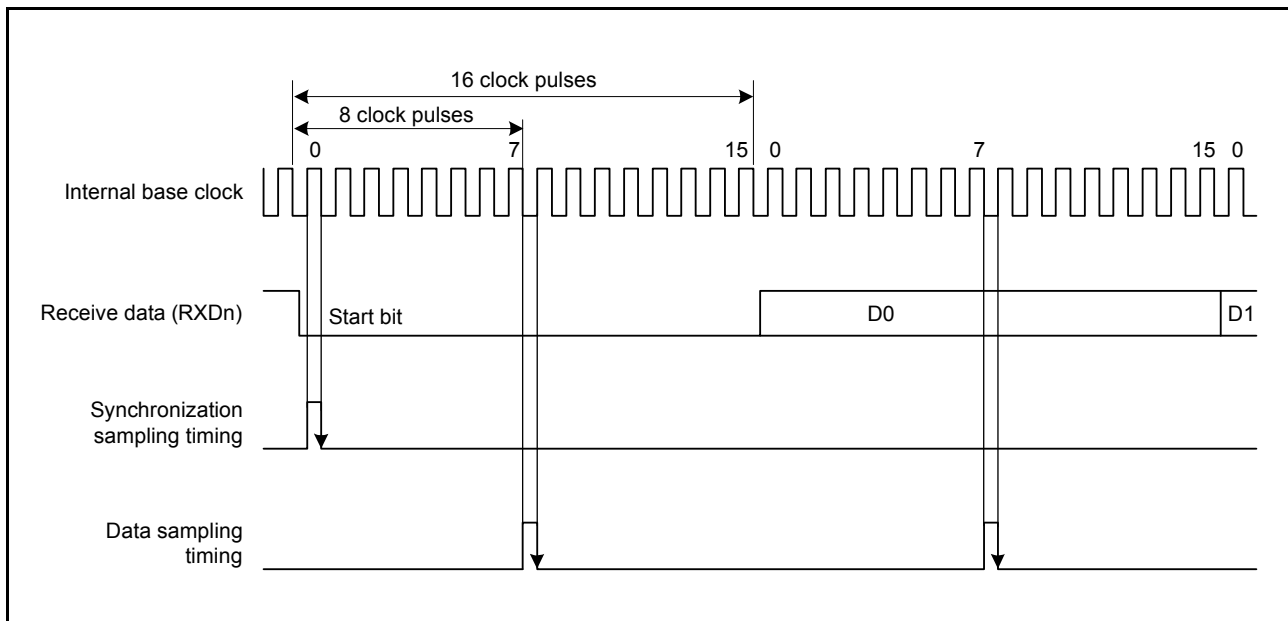 16 clock pulses
8 clock pulses
0 7 15 0 7 15 0
Internal base clock
Receive data (RXDn)
Start bit
D0
D1
Synchronization
sampling timing
Data sampling
timing